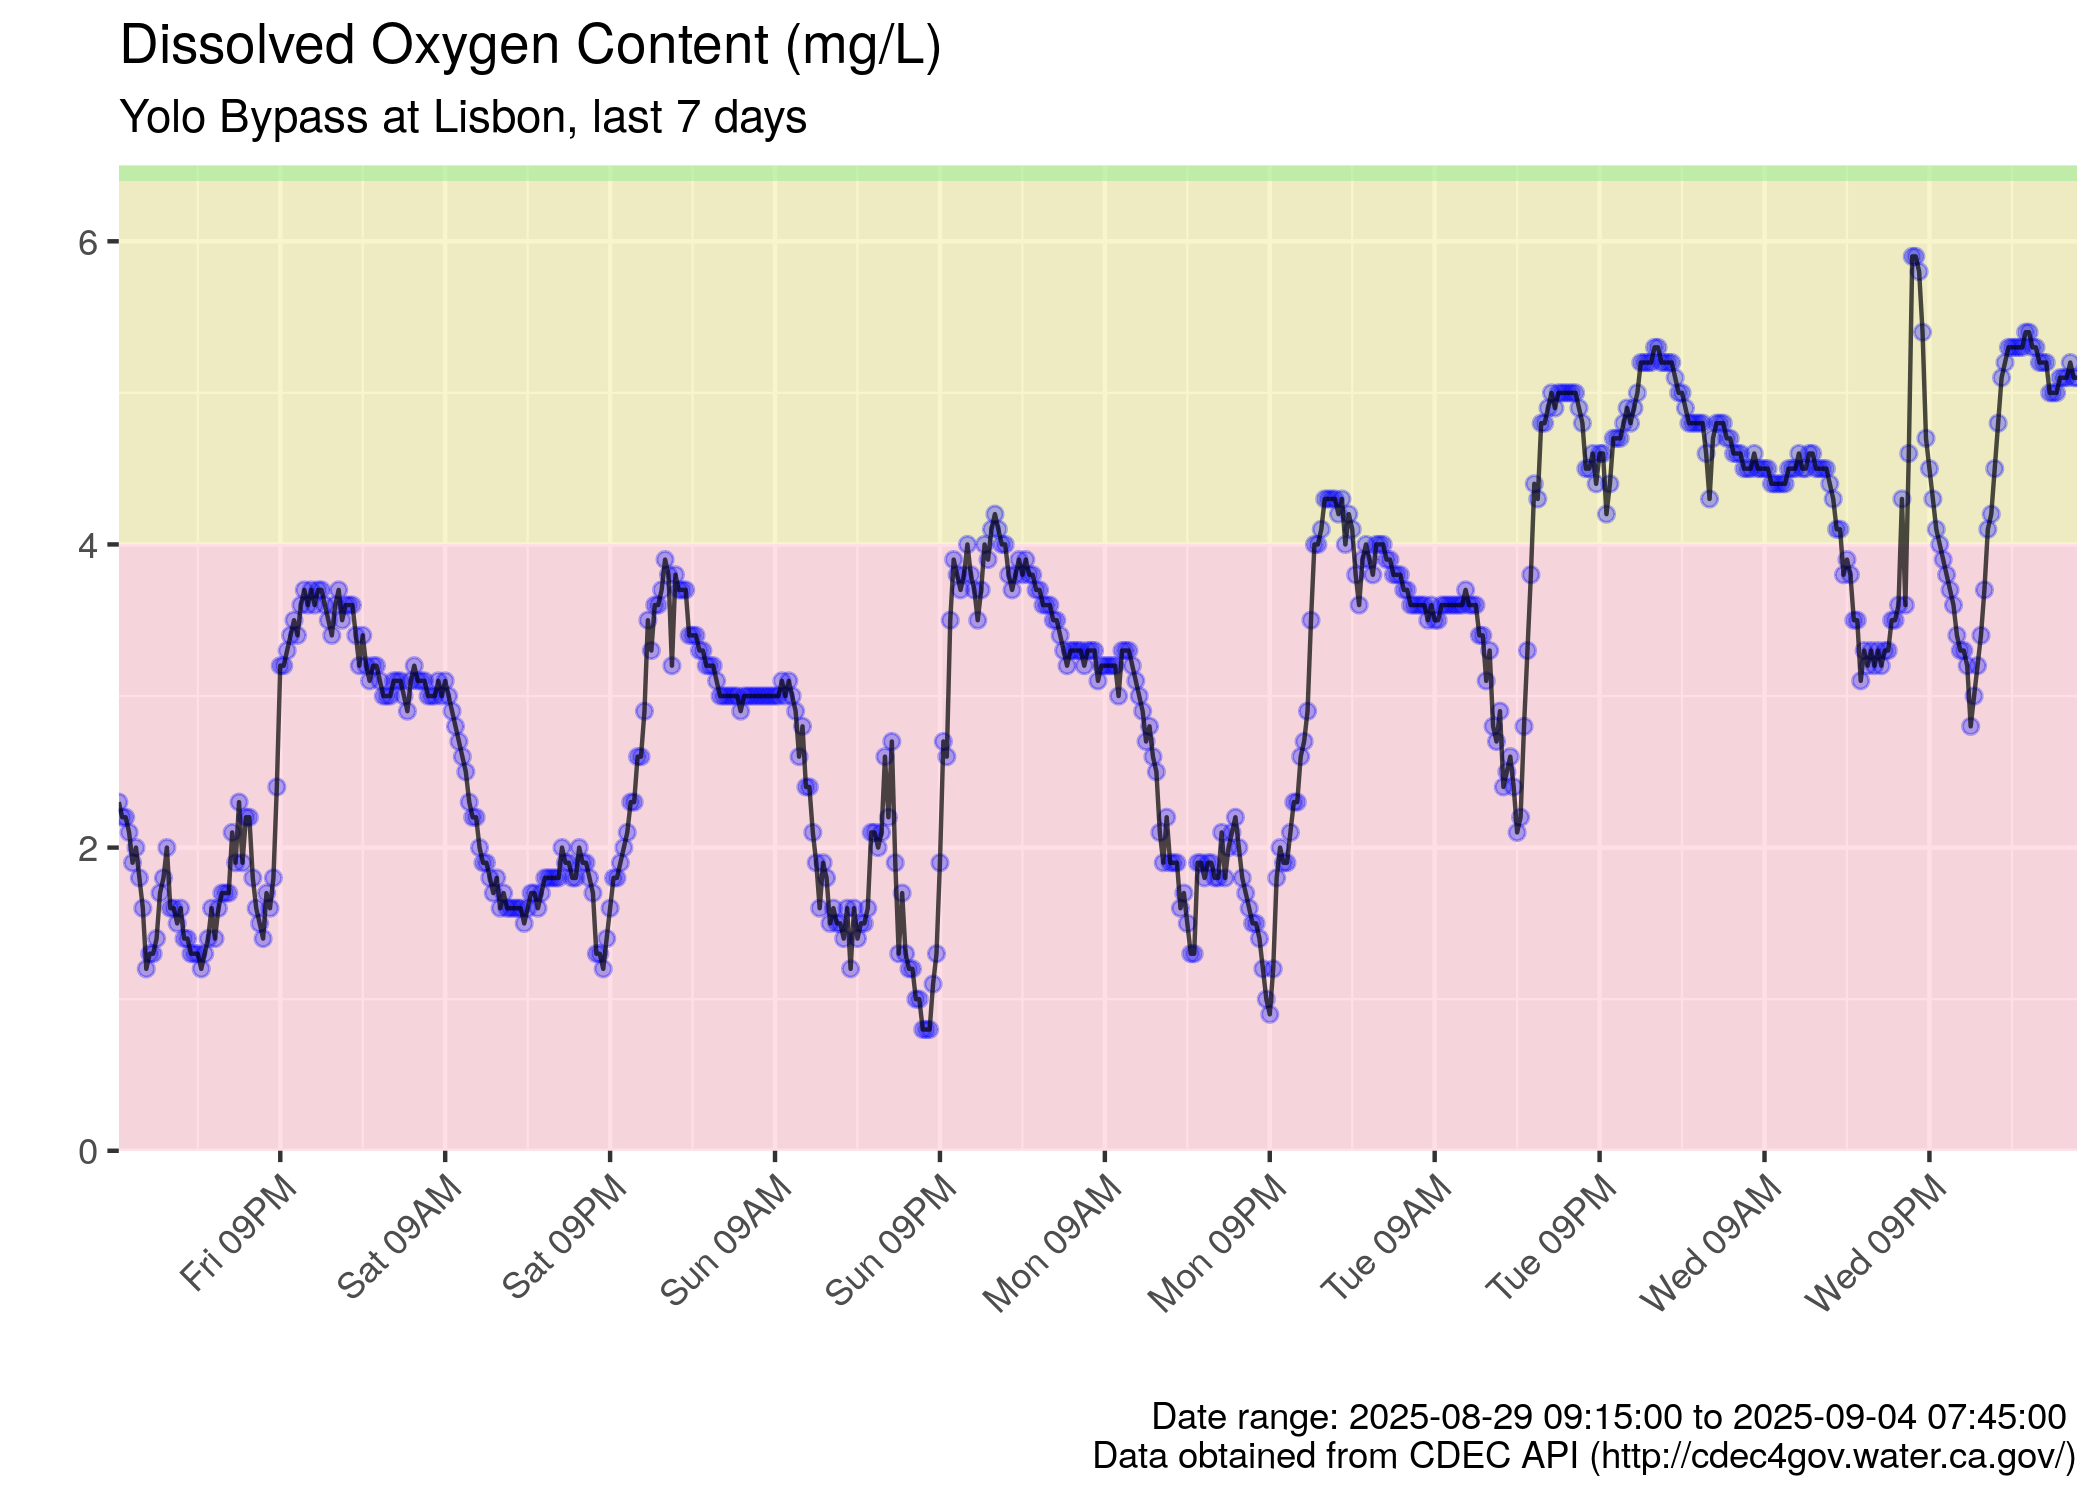 Dissolved Oxygen Content (mg/L)
Yolo Bypass at Lisbon, last 7 days
6
4
2
0
Fri 09PM
Sat 09AM
Sat 09PM
Sun 09AM
Sun 09PM
Mon 09AM
Mon 09PM
Tue 09AM
Tue 09PM
Wed 09AM
Wed 09PM
Date range: 2025-08-29 09:15:00 to 2025-09-04 07:45:00
Data obtained from CDEC API (http://cdec4gov.water.ca.gov/)